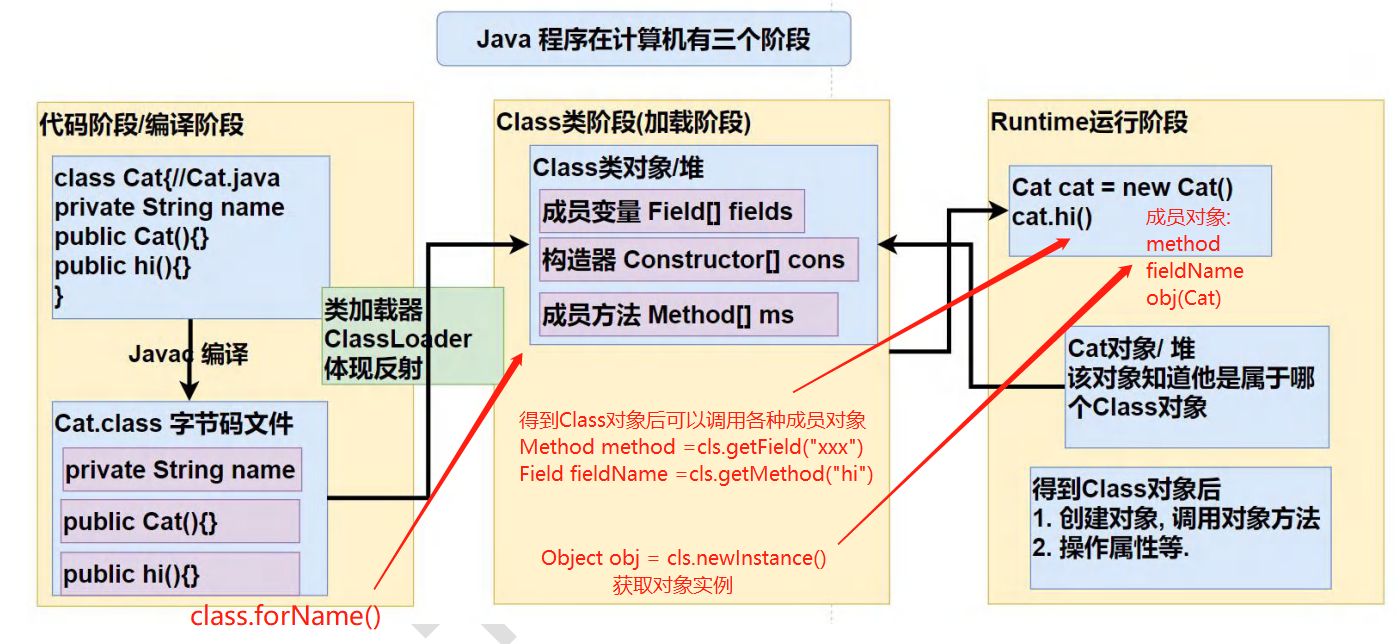 Java 程序在计算机有三个阶段
代码阶段/编译阶段
class Cat{//Cat.java
private String name
public Cat(){}
public hi(){}
}
Javac 编译
Cat.class 字节码文件
private String name
public Cat(){}
public hi(){}
类加载器
ClassLoader
体现反射
class.forName()
Class类阶段(加载阶段)
Class类对象/堆
成员变量 Field[] fields
构造器 Constructor[] cons
成员方法 Method[] ms
得到Class对象后可以调用各种成员对象
Method method =cls.getField("xxx")
Field fieldName =cls.getMethod("hi")
Object obj = cls.newInstance()
获取对象实例
Runtime运行阶段
Cat cat = new Cat()
cat.hi()
成员对象:
method
fieldName
obj(Cat)
Cat对象/ 堆
该对象知道他是属于哪
个Class对象
得到Class对象后
1. 创建对象, 调用对象方法
2. 操作属性等.